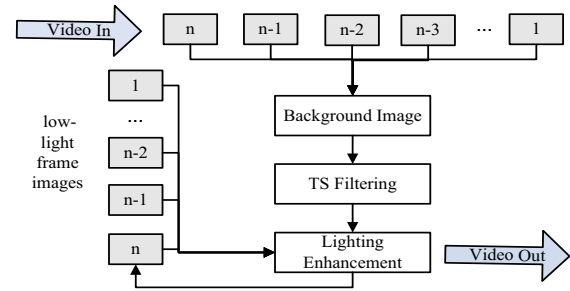 Video In
n n-1 n-2 n-3 ... 1
1
...
n-2
n-1
n
low-
light
frame
images
Background Image
TS Filtering
Lighting
Enhancement
Video Out